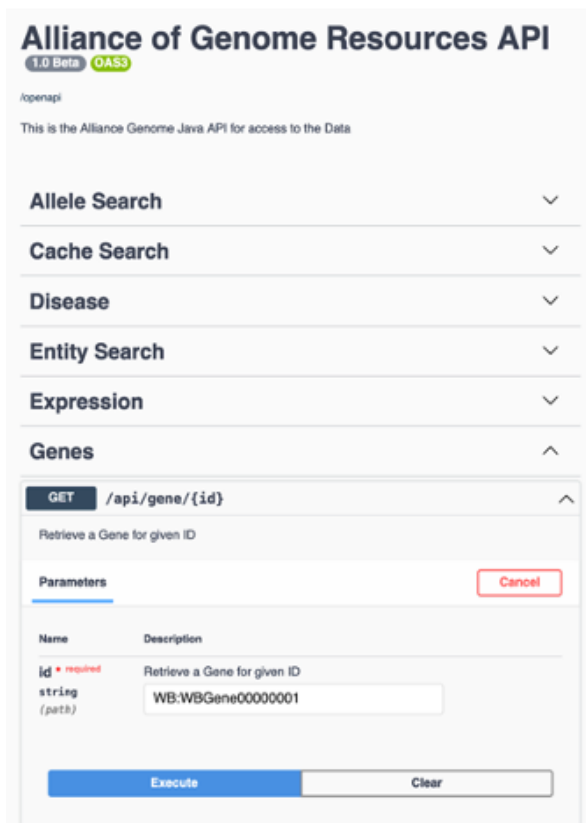 Alliance of Genome Resources API
1.0 Beta OAS3
/openapi
This is the Alliance Genome Java API for access to the Data
Allele Search
Cache Search
Disease
Entity Search
Expression
Genes
GET /api/gene/{id}
Retrieve a Gene for given ID
Parameters Cancel
Name Description
id * required Retrieve a Gene for given ID
string WB:WBGene00000001
(path)
Execute Clear